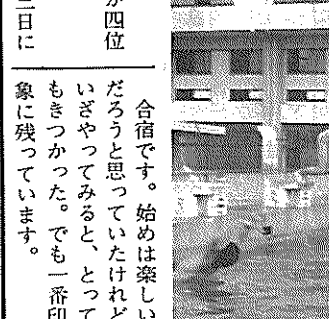 合宿です。始めは楽しい
だろうと思っていたけれど
いざやってみると、とって
もきつかった。でも一番印
象に残っています。
が四位
日に